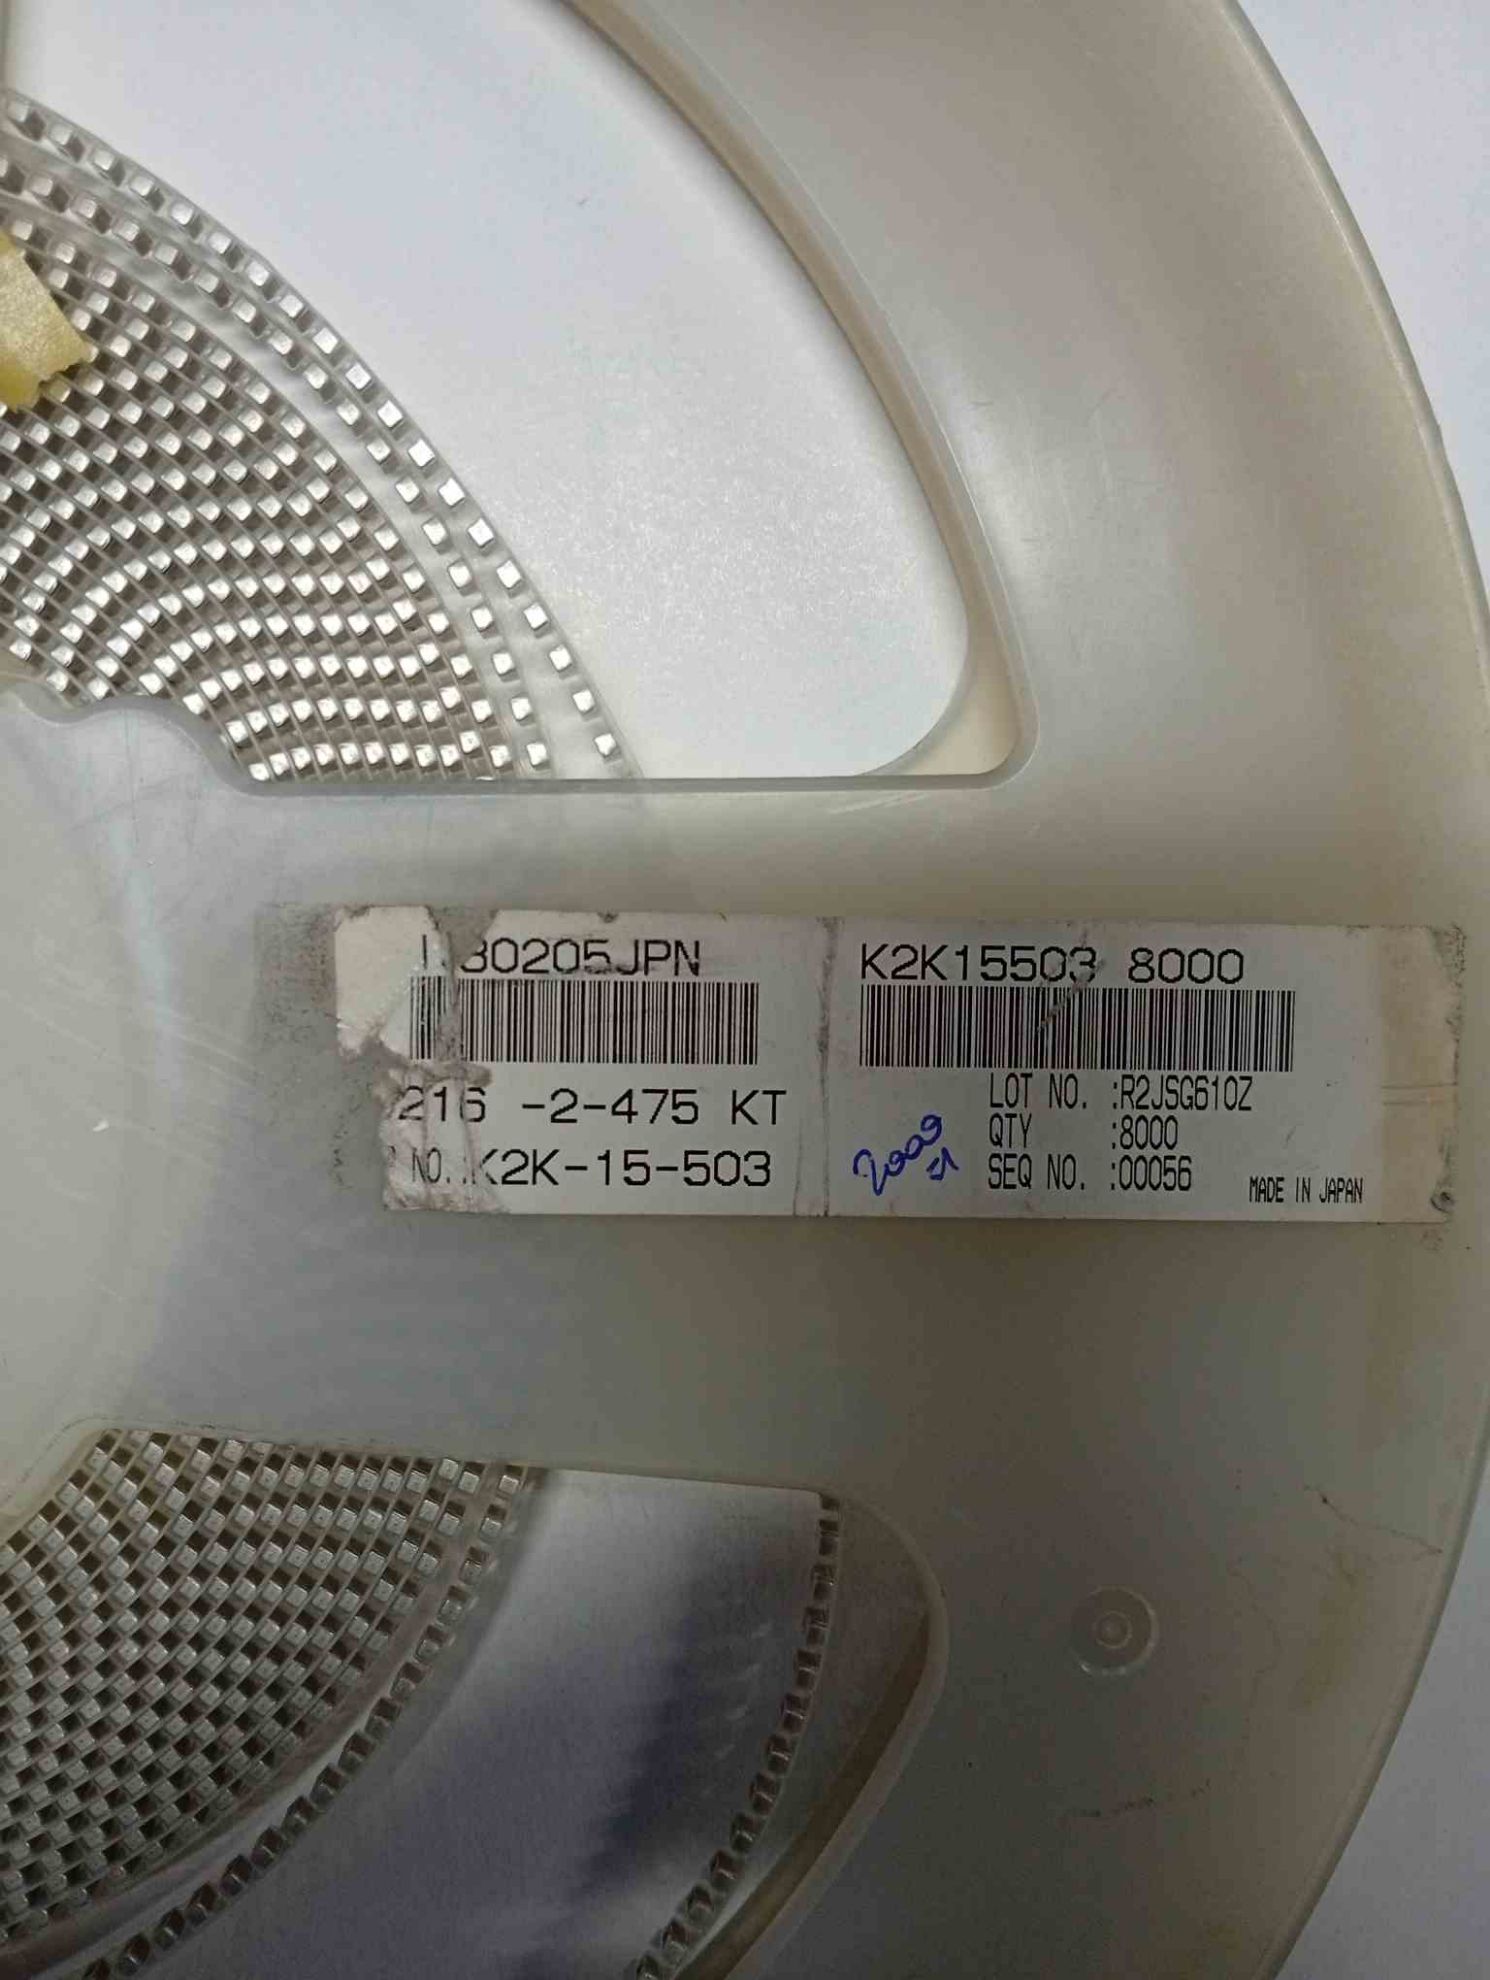 30205JPN
216 -2-475 KT
NO. K2K-15-503
K2K15503 8000
LOT NO. :R2JSG610Z
QTY :8000
SEQ NO. :00056
MADE IN JAPAN